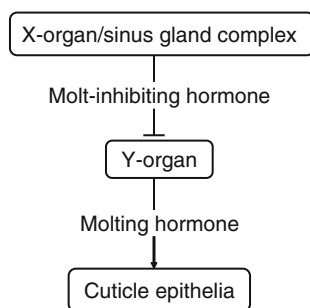 X-organ/sinus gland complex
Molt-inhibiting hormone
Y-organ
Molting hormone
Cuticle epithelia